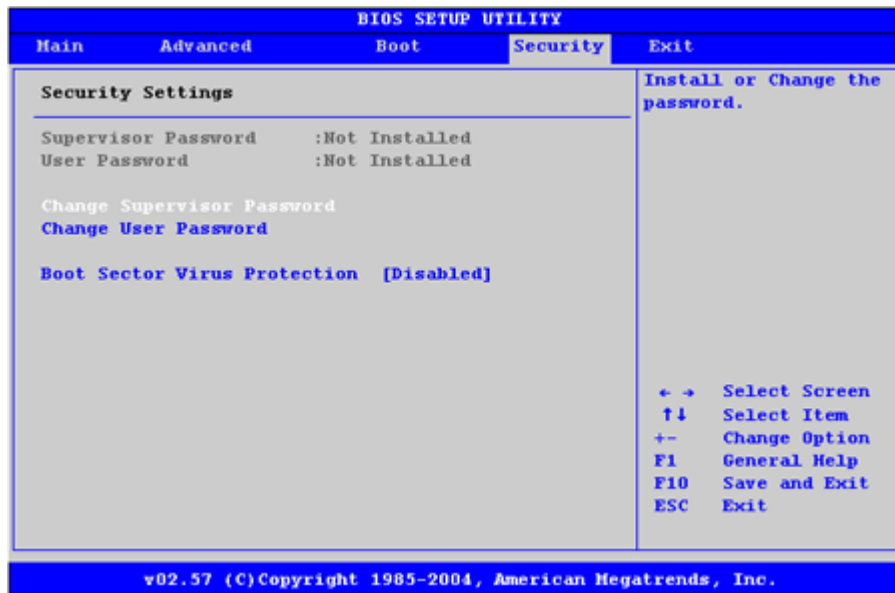 BIOS SETUP UTILITY
Main Advanced Boot Security Exit
Security Settings
Supervisor Password :Not Installed
User Password :Not Installed
Change Supervisor Password
Change User Password
Boot Sector Virus Protection [Disabled]
Install or Change the
password.
← → Select Screen
↑↓ Select Item
+- Change Option
F1 General Help
F10 Save and Exit
ESC Exit
v02.57 (C)Copyright 1985-2004, American Megatrends, Inc.